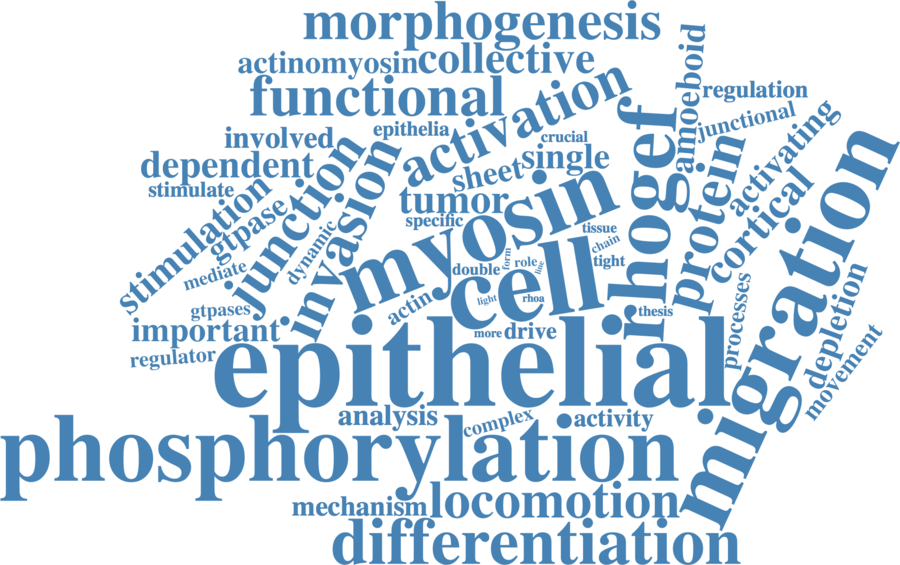 morphogenesis
actinomyosin
collective
functional
activation
amoeboid
regulation
involved
epithelia
crucial
junctional
dependent
sheet
single
rhogef
activating
stimulate
junction
invasion
tumor
protein
cortical
migration
stimulation
gtpase
specific
myosin
tissue
chain
dynamic
mediate
double
form
role
line
tight
cell
actin
light
rhoa
gtpases
thesis
processes
depletion
important
more
drive
movement
regulator
epithelial
analysis
complex
activity
phosphorylation
mechanism
locomotion
differentiation